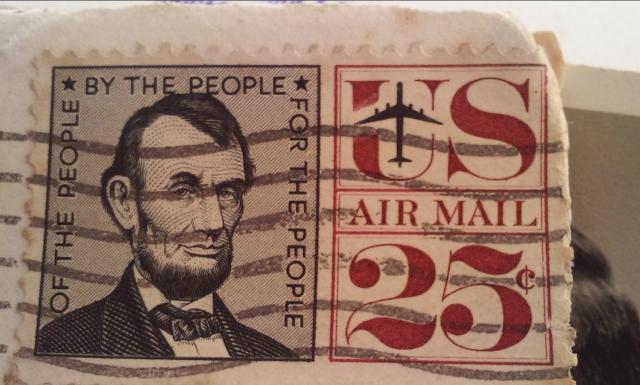 OF THE PEOPLE
★ BY THE PEOPLE ★
FOR THE PEOPLE
US
AIR MAIL
25¢